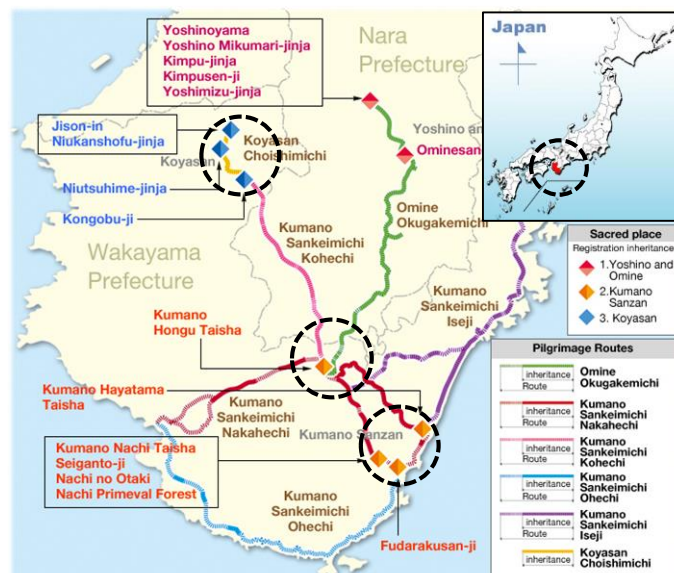 Yoshinoyama
Yoshino Mikumari-jinja
Kimpu-jinja
Kimpusen-ji
Yoshimizu-jinja
Nara
Prefecture
Japan
Jison-in
Niukanshofu-jinja
Koyasan
Koyasan
Choishimichi
Yoshino an
Ominesan
Niutsuhime-jinja
Kongobu-ji
Omine
Okugakemichi
Kumano
Sankeimichi
Kohechi
Wakayama
Prefecture
Kumano
Sankeimichi
Iseji
Kumano
Hongu Taisha
Kumano Hayatama
Taisha
Kumano
Sankeimichi
Nakahechi
Kumano Sanzan
Kumano Nachi Taisha
Seiganto-ji
Nachi no Otaki
Nachi Primeval Forest
Kumano
Sankeimichi
Ohechi
Fudarakusan-ji
Sacred place
Registration inheritance
1.Yoshino and
Omine
2.Kumano
Sanzan
3. Koyasan
Pilgrimage Routes
inheritance
Route
Omine
Okugakemichi
inheritance
Route
Kumano
Sankeimichi
Nakahechi
inheritance
Route
Kumano
Sankeimichi
Kohechi
inheritance
Route
Kumano
Sankeimichi
Ohechi
inheritance
Route
Kumano
Sankeimichi
Iseji
inheritance
Koyasan
Choishimichi